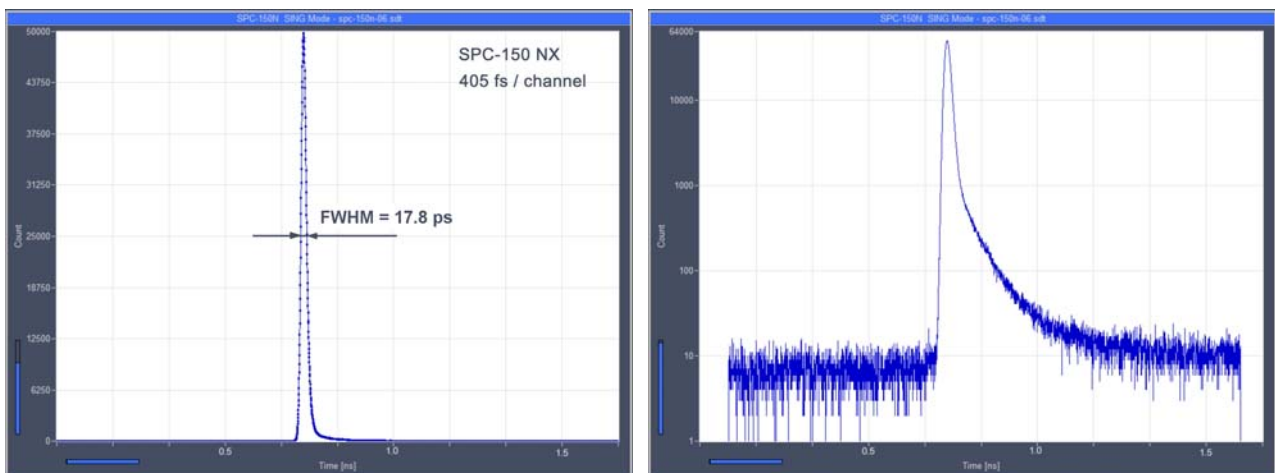 SPC-150N SING Mode - spc-150n-06.sdt
50000
SPC-150 NX
405 fs / channel
43750
37500
31250
FWHM = 17.8 ps
25000
Count
18750
12500
6250
0
0.5
1.0
1.5
Time [ns]
SPC-150N SING Mode - spc-150n-06.sdt
64000
10000
1000
Count
100
10
1
0.5
1.0
1.5
Time [ns]